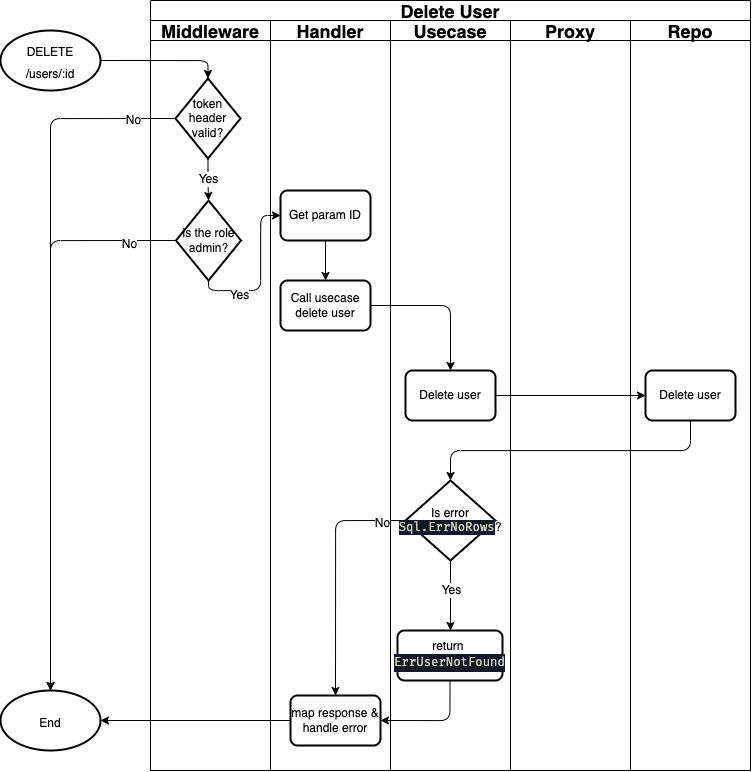 Delete User
Middleware
Handler
Usecase
Proxy
Repo
DELETE
/users/:id
token
header
valid?
No
Yes
is the role
admin?
No
Yes
Get param ID
Call usecase
delete user
Delete user
Delete user
Is error
Sql.ErrNoRows?
No
Yes
return
ErrUserNotFound
map response &
handle error
End